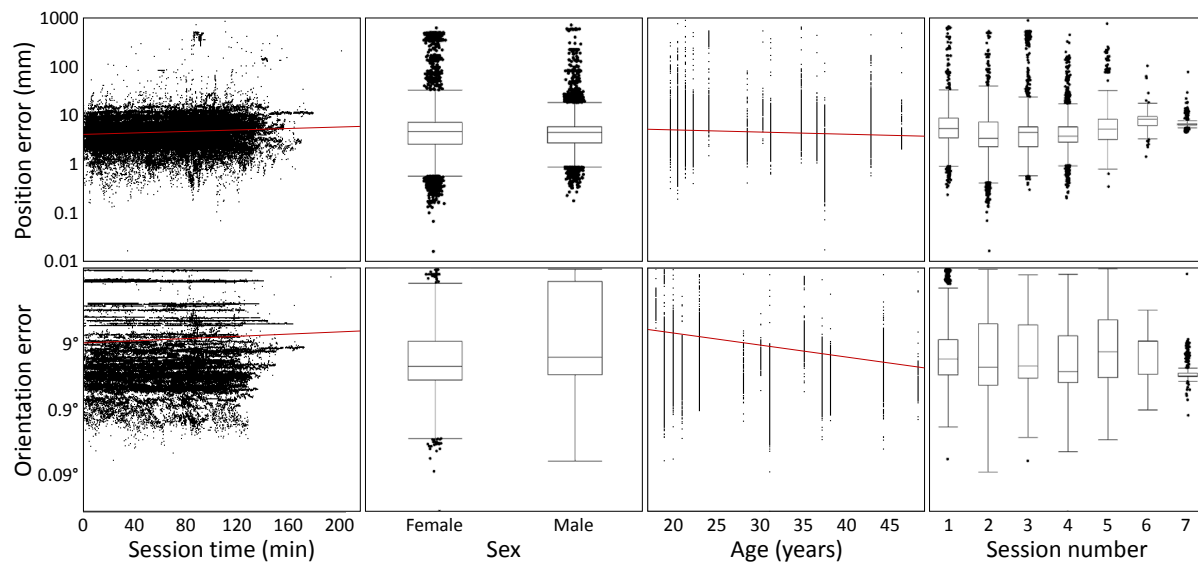 Position error (mm)
1000
100
10
1
0.1
0.01
Orientation error
9°
0.9°
0.09°
0 40 80 120 160 200
Session time (min)
Female Male
Sex
20 25 30 35 40 45
Age (years)
1 2 3 4 5 6 7
Session number